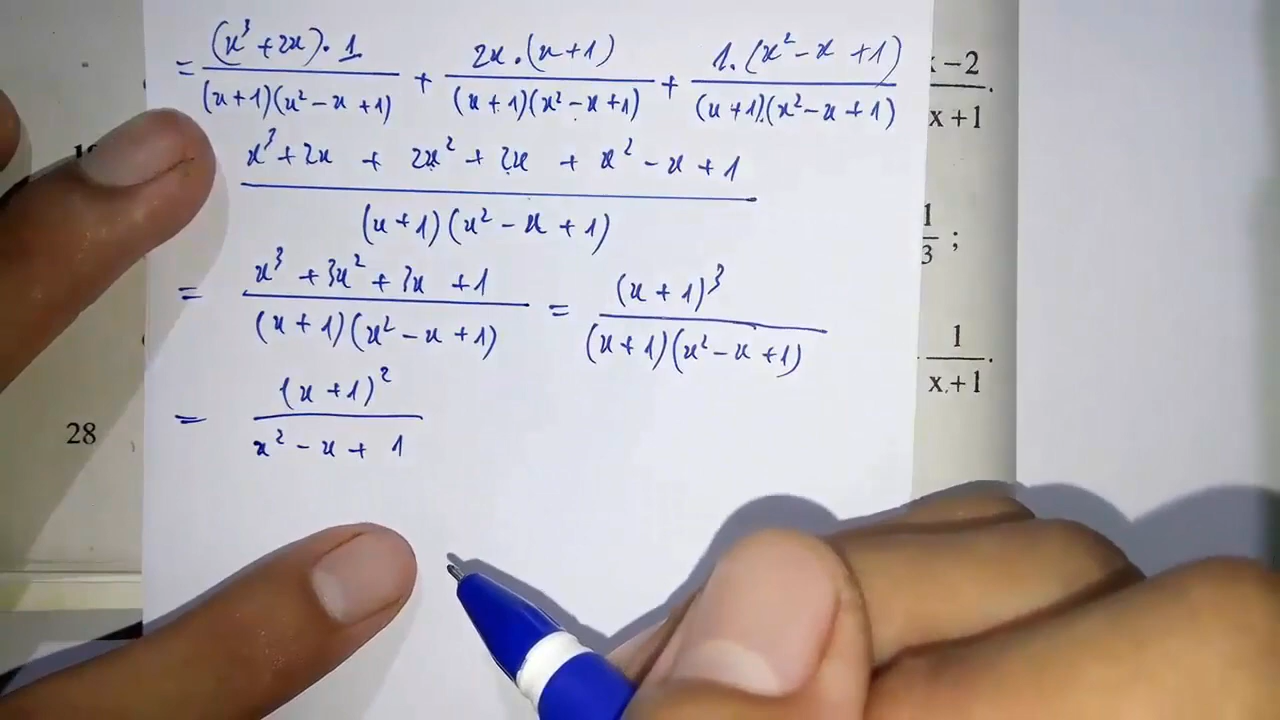 = (x³ + 2x) · 1 / (x+1)(x² − x + 1) + 2x · (x+1) / (x+1)(x² − x + 1) + 1 · (x² − x + 1) / (x+1)(x² − x + 1)
x − 2 / x + 1 .
x³ + 2x + 2x² + 2x + x² − x + 1 / (x+1)(x² − x + 1)
1/3 ;
= x³ + 3x² + 3x + 1 / (x+1)(x² − x + 1) = (x+1)³ / (x+1)(x² − x + 1)
1 / x + 1 .
= (x+1)² / x² − x + 1
28